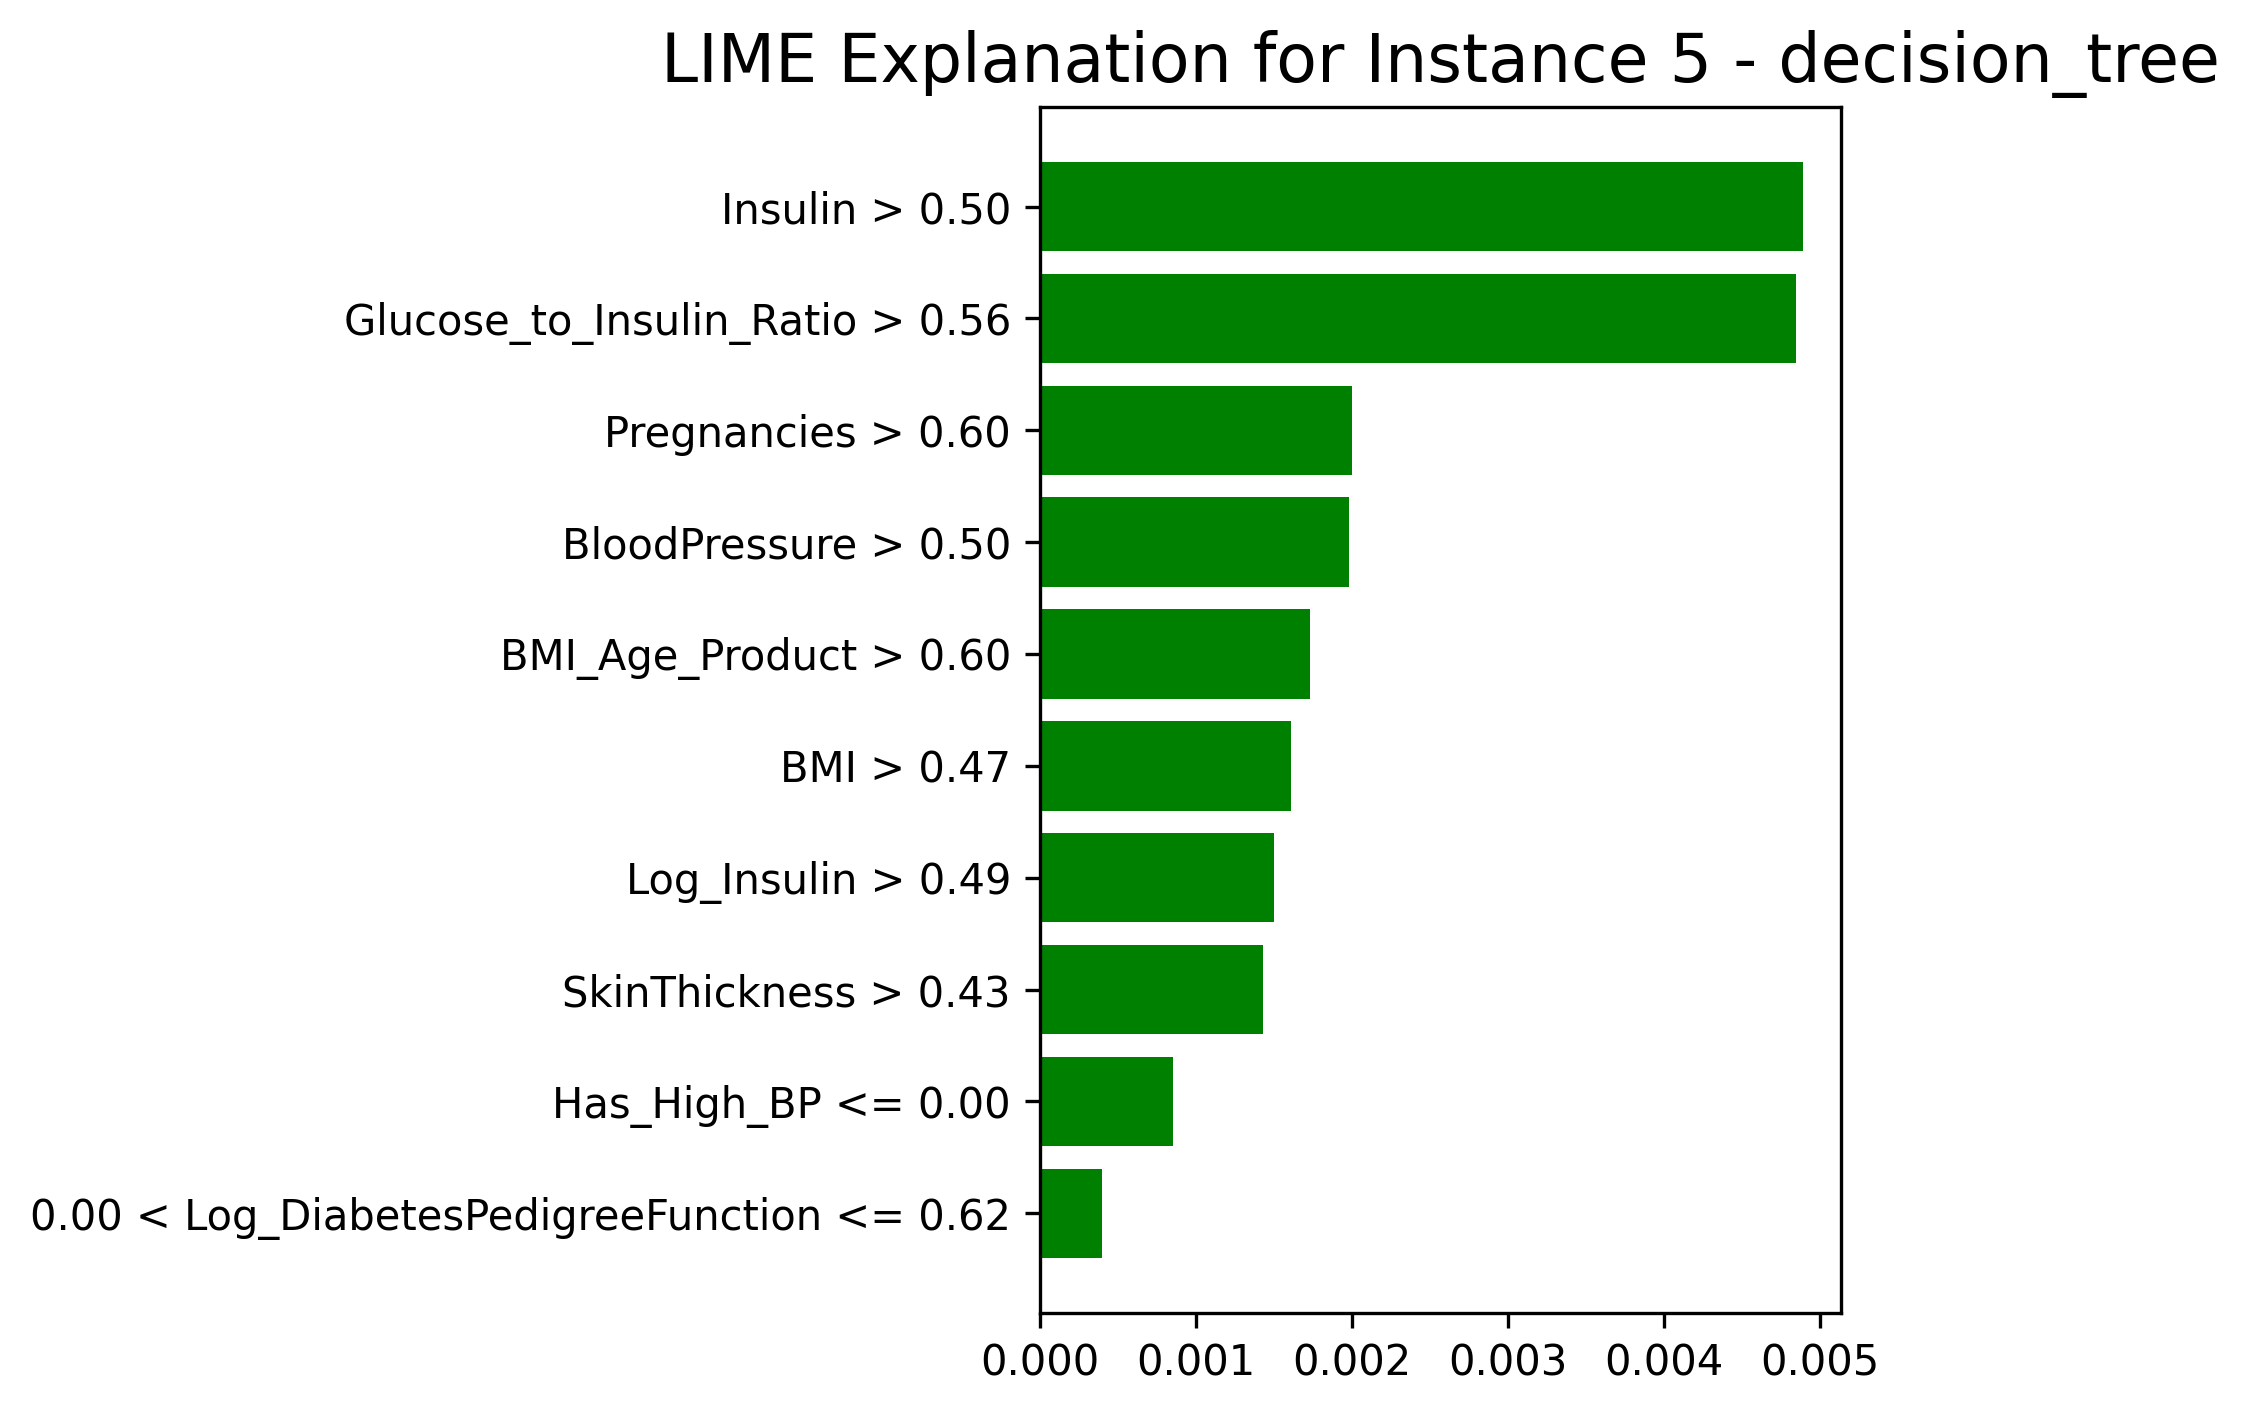 LIME Explanation for Instance 5 - decision_tree
Insulin > 0.50
Glucose_to_Insulin_Ratio > 0.56
Pregnancies > 0.60
BloodPressure > 0.50
BMI_Age_Product > 0.60
BMI > 0.47
Log_Insulin > 0.49
SkinThickness > 0.43
Has_High_BP <= 0.00
0.00 < Log_DiabetesPedigreeFunction <= 0.62
0.000 0.001 0.002 0.003 0.004 0.005